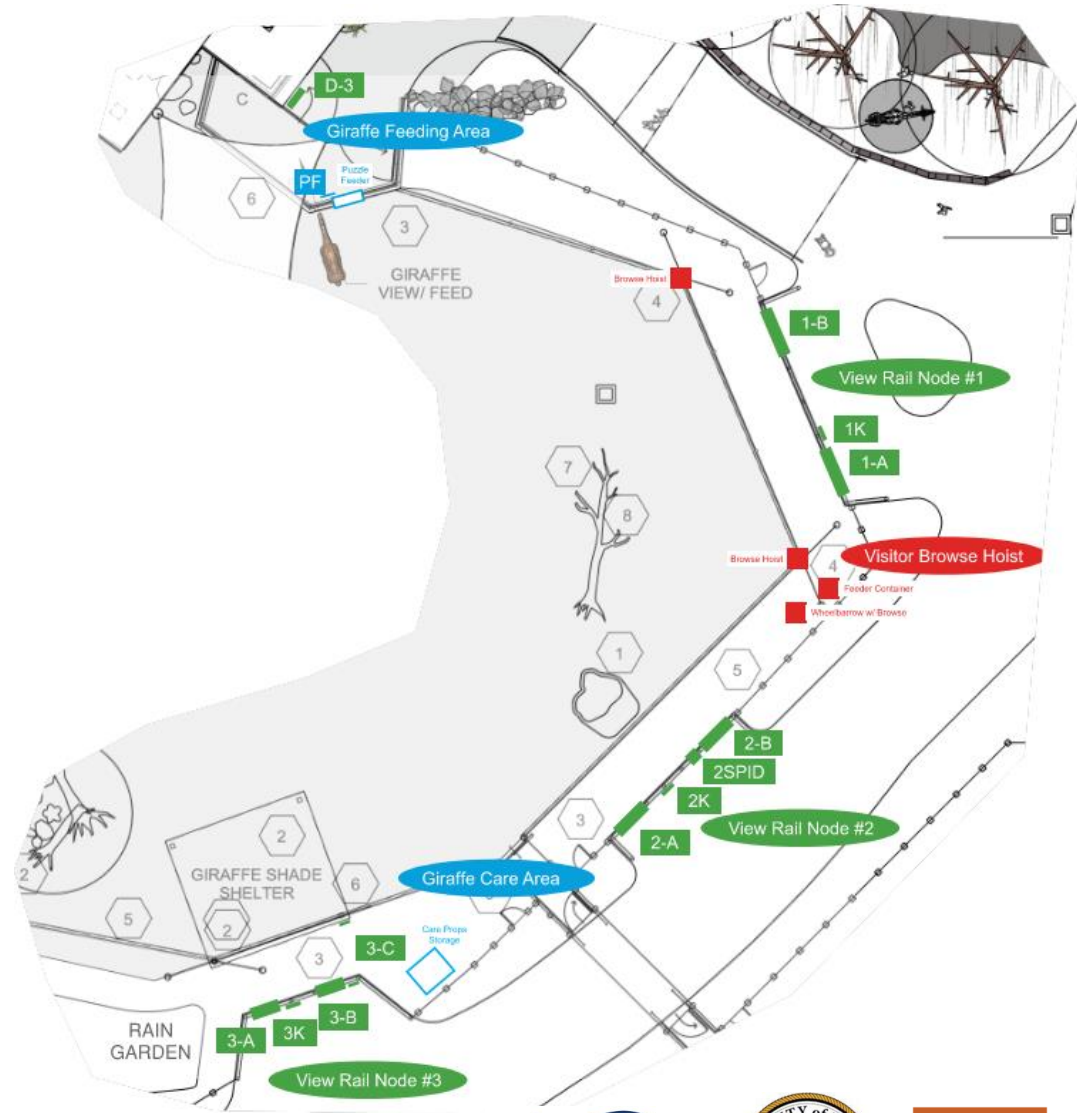 D-3
C
Giraffe Feeding Area
Puzzle
Feeder
PF
6
3
GIRAFFE
VIEW/ FEED
Browse Hoist
4
1-B
View Rail Node #1
1K
1-A
7
8
Browse Hoist
4
Visitor Browse Hoist
Feeder Container
Wheelbarrow w/ Browse
1
5
2-B
2SPID
2K
3
View Rail Node #2
2-A
2
GIRAFFE SHADE
SHELTER
Giraffe Care Area
2
6
5
2
Care Props
Storage
3-C
3
3-B
3K
3-A
RAIN
GARDEN
View Rail Node #3